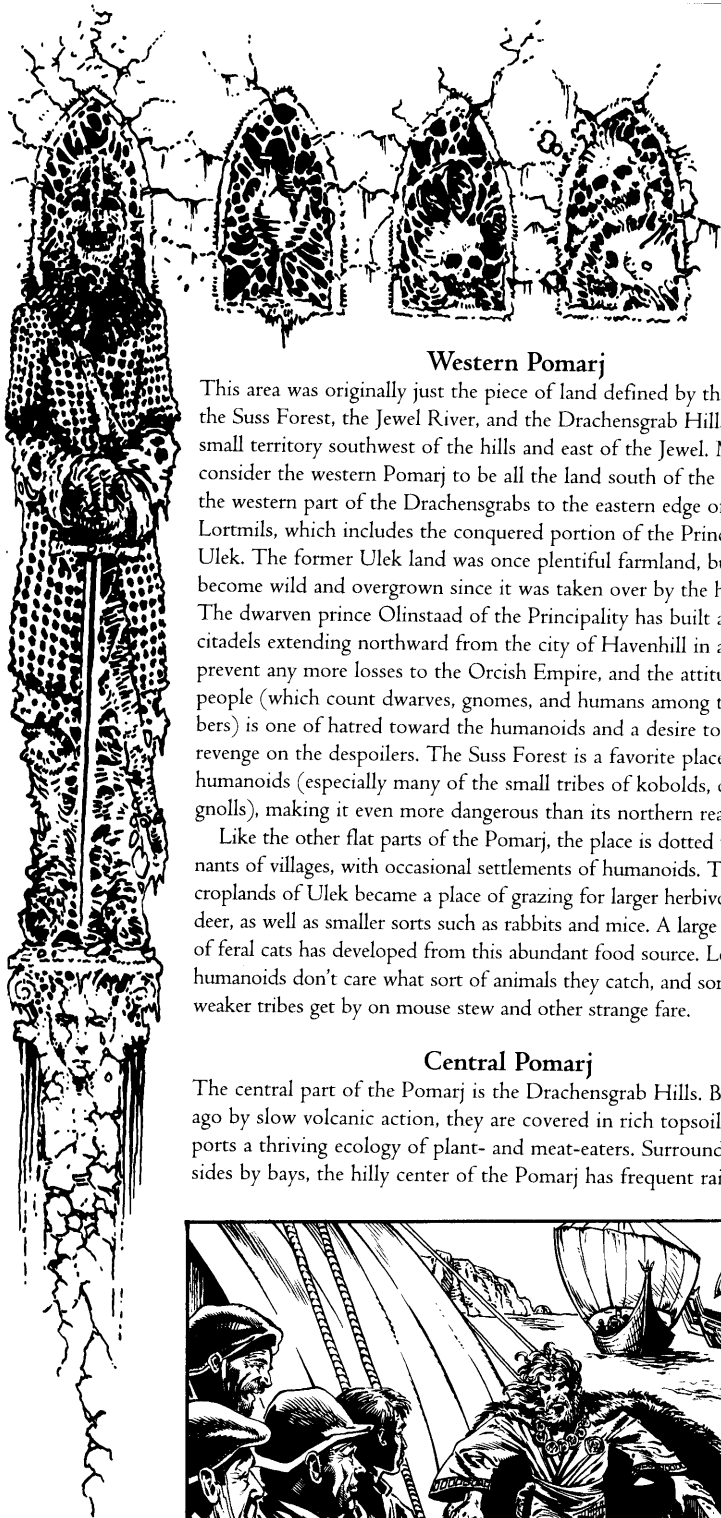 Western Pomarj
This area was originally just the piece of land defined by th
the Suss Forest, the Jewel River, and the Drachensgrab Hill
small territory southwest of the hills and east of the Jewel.
consider the western Pomarj to be all the land south of the
the western part of the Drachensgrabs to the eastern edge o
Lortmils, which includes the conquered portion of the Princ
Ulek. The former Ulek land was once plentiful farmland, bu
become wild and overgrown since it was taken over by the h
The dwarven prince Olinstaad of the Principality has built a
citadels extending northward from the city of Havenhill in a
prevent any more losses to the Orcish Empire, and the attitu
people (which count dwarves, gnomes, and humans among t
bers) is one of hatred toward the humanoids and a desire to
revenge on the despoilers. The Suss Forest is a favorite place
humanoids (especially many of the small tribes of kobolds,
gnolls), making it even more dangerous than its northern rea
Like the other flat parts of the Pomarj, the place is dotted
nants of villages, with occasional settlements of humanoids. T
croplands of Ulek became a place of grazing for larger herbivo
deer, as well as smaller sorts such as rabbits and mice. A large
of feral cats has developed from this abundant food source. Lo
humanoids don't care what sort of animals they catch, and som
weaker tribes get by on mouse stew and other strange fare.
Central Pomarj
The central part of the Pomarj is the Drachensgrab Hills. B
ago by slow volcanic action, they are covered in rich topsoil
ports a thriving ecology of plant- and meat-eaters. Surround
sides by bays, the hilly center of the Pomarj has frequent rai